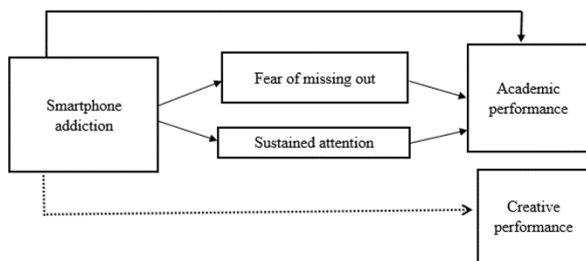 Smartphone
addiction
Fear of missing out
Sustained attention
Academic
performance
Creative
performance